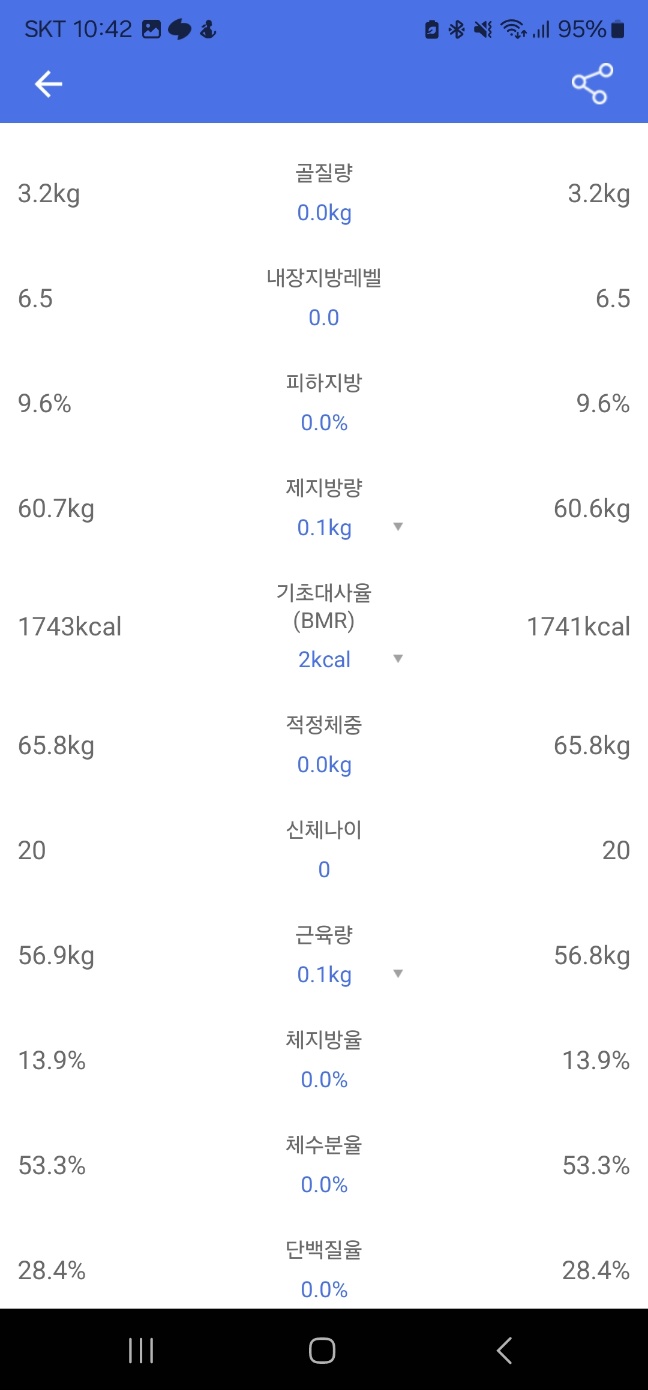 SKT 10:42 95%
골질량
3.2kg 3.2kg
0.0kg
내장지방레벨
6.5 6.5
0.0
피하지방
9.6% 9.6%
0.0%
제지방량
60.7kg 60.6kg
0.1kg ▼
기초대사율
(BMR)
1743kcal 1741kcal
2kcal ▼
적정체중
65.8kg 65.8kg
0.0kg
신체나이
20 20
0
근육량
56.9kg 56.8kg
0.1kg ▼
체지방율
13.9% 13.9%
0.0%
체수분율
53.3% 53.3%
0.0%
단백질율
28.4% 28.4%
0.0%